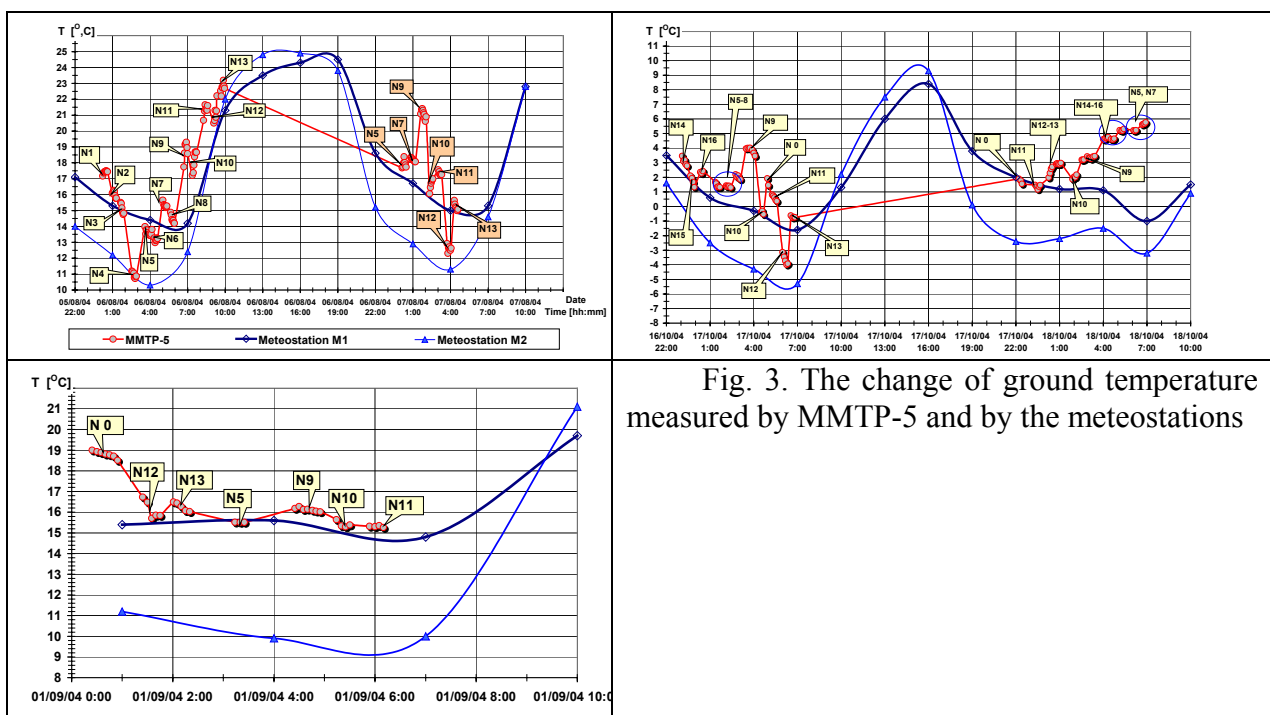 T [⁰,C]
25
24
23
22
21
20
19
18
17
16
15
14
13
12
11
10
N1
N2
N3
N4
N5
N6
N7
N8
N9
N10
N11
N12
N13
N5
N7
N9
N10
N11
N12
N13
05/08/04 06/08/04 06/08/04 06/08/04 06/08/04 06/08/04 06/08/04 06/08/04 06/08/04 07/08/04 07/08/04 07/08/04 07/08/04 Date
22:00 1:00 4:00 7:00 10:00 13:00 16:00 19:00 22:00 1:00 4:00 7:00 10:00 Time [hh:mm]
MMTP-5 Meteostation M1 Meteostation M2
T [⁰C]
11
10
9
8
7
6
5
4
3
2
1
0
-1
-2
-3
-4
-5
-6
-7
-8
N14
N15
N16
N5-8
N9
N10
N 0
N11
N12
N13
N 0
N11
N12-13
N10
N14-16
N9
N5, N7
16/10/04 17/10/04 17/10/04 17/10/04 17/10/04 17/10/04 17/10/04 17/10/04 17/10/04 18/10/04 18/10/04 18/10/04 18/10/04
22:00 1:00 4:00 7:00 10:00 13:00 16:00 19:00 22:00 1:00 4:00 7:00 10:00
T [⁰C]
21
20
19
18
17
16
15
14
13
12
11
10
9
8
N 0
N12
N13
N5
N9
N10
N11
01/09/04 0:00 01/09/04 2:00 01/09/04 4:00 01/09/04 6:00 01/09/04 8:00 01/09/04 10:0
Fig. 3. The change of ground temperature
measured by MMTP-5 and by the meteostations